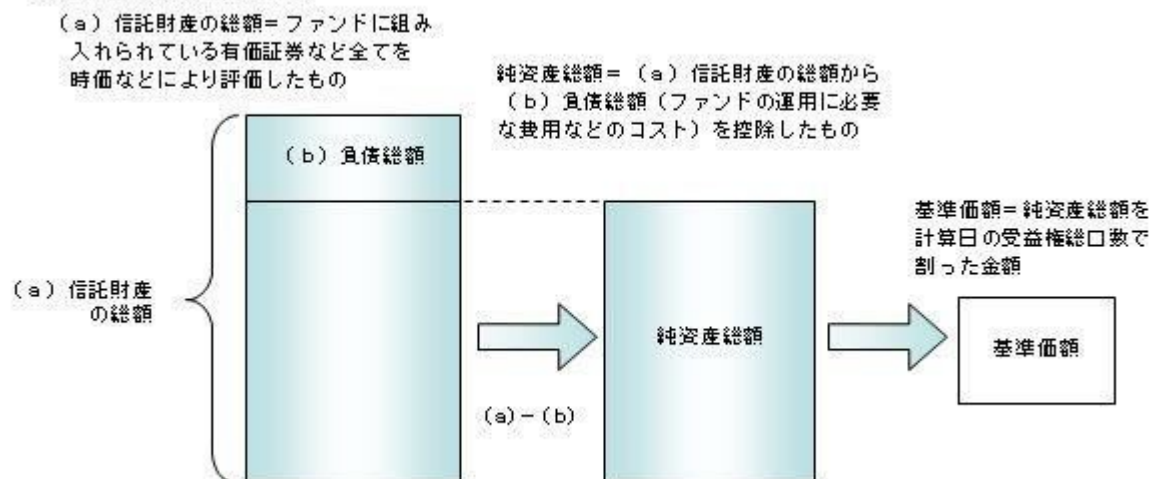 (a)信託財産の総額=ファンドに組み
入れられている有価証券など全てを
時価などにより評価したもの
純資産総額=(a)信託財産の総額から
(b)負債総額(ファンドの運用に必要
な費用などのコスト)を控除したもの
(b)負債総額
基準価額=純資産総額を
計算日の受益権総口数で
割った金額
(a)信託財産
の総額
純資産総額
基準価額
(a)-(b)